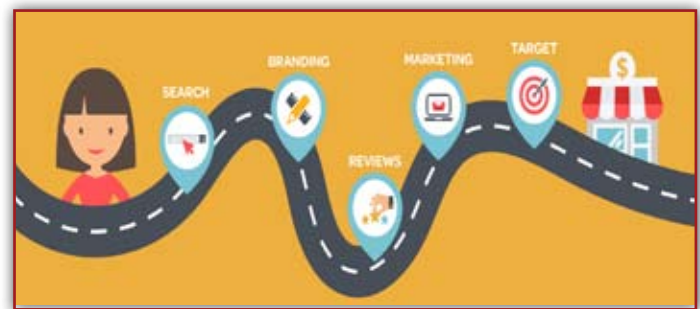 SEARCH
BRANDING
REVIEWS
MARKETING
TARGET
$